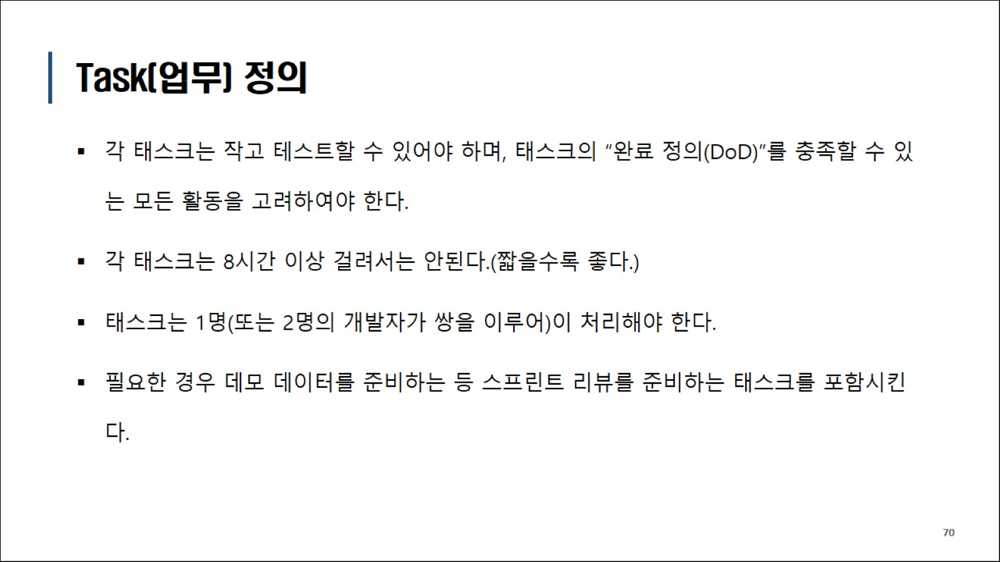 Task(업무) 정의
▪ 각 태스크는 작고 테스트할 수 있어야 하며, 태스크의 “완료 정의(DoD)”를 충족할 수 있
는 모든 활동을 고려하여야 한다.
▪ 각 태스크는 8시간 이상 걸려서는 안된다.(짧을수록 좋다.)
▪ 태스크는 1명(또는 2명의 개발자가 쌍을 이루어)이 처리해야 한다.
▪ 필요한 경우 데모 데이터를 준비하는 등 스프린트 리뷰를 준비하는 태스크를 포함시킨
다.
70